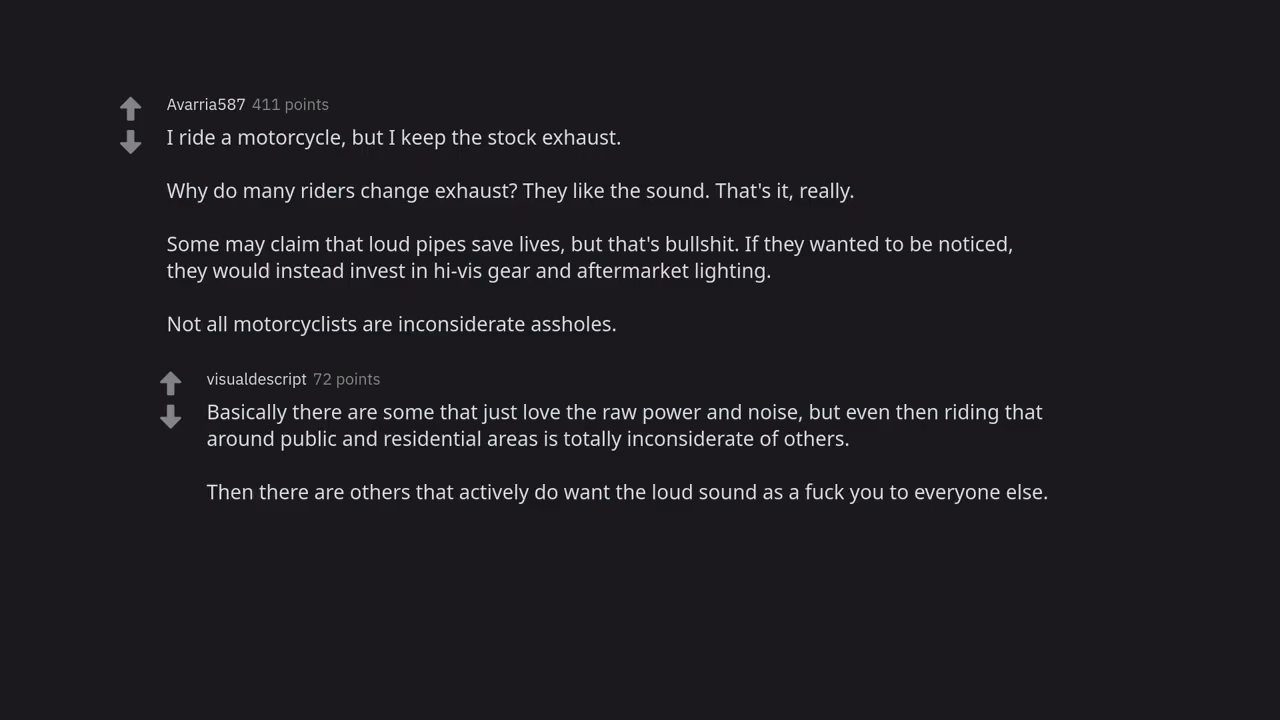 Avarria587 411 points
I ride a motorcycle, but I keep the stock exhaust.
Why do many riders change exhaust? They like the sound. That's it, really.
Some may claim that loud pipes save lives, but that's bullshit. If they wanted to be noticed,
they would instead invest in hi-vis gear and aftermarket lighting.
Not all motorcyclists are inconsiderate assholes.
visualdescript 72 points
Basically there are some that just love the raw power and noise, but even then riding that
around public and residential areas is totally inconsiderate of others.
Then there are others that actively do want the loud sound as a fuck you to everyone else.